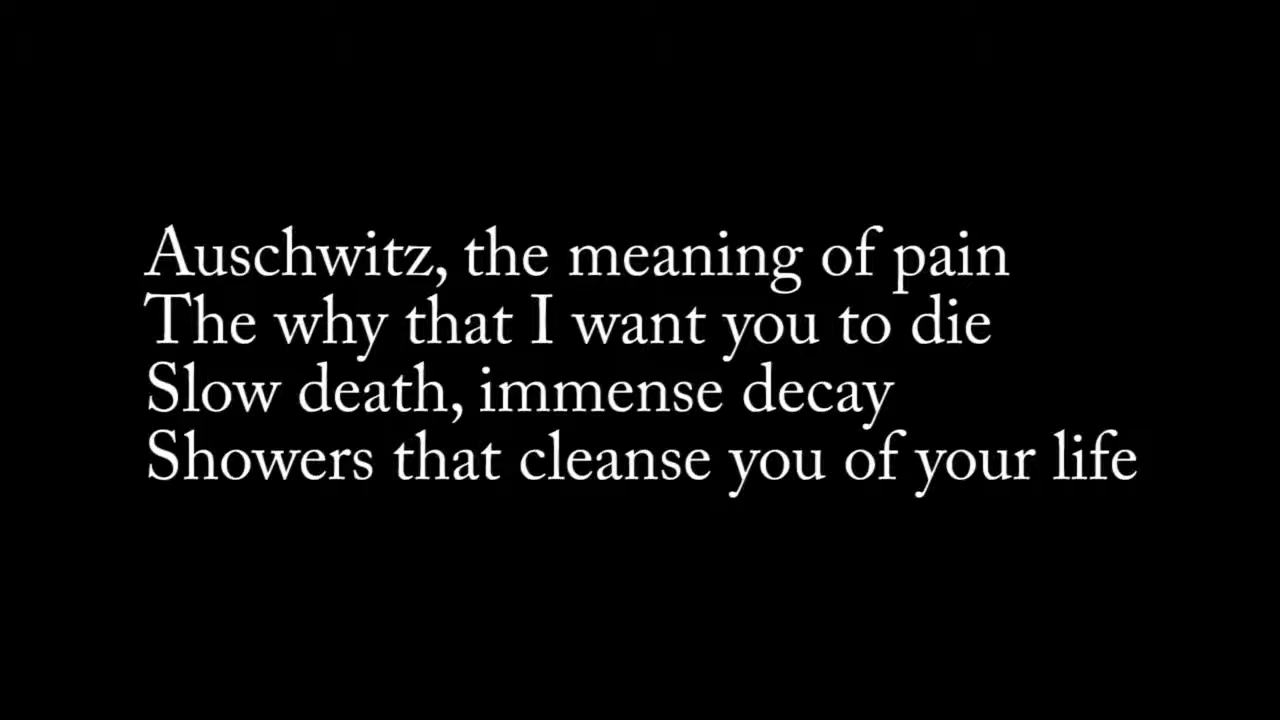 Auschwitz, the meaning of pain
The why that I want you to die
Slow death, immense decay
Showers that cleanse you of your life